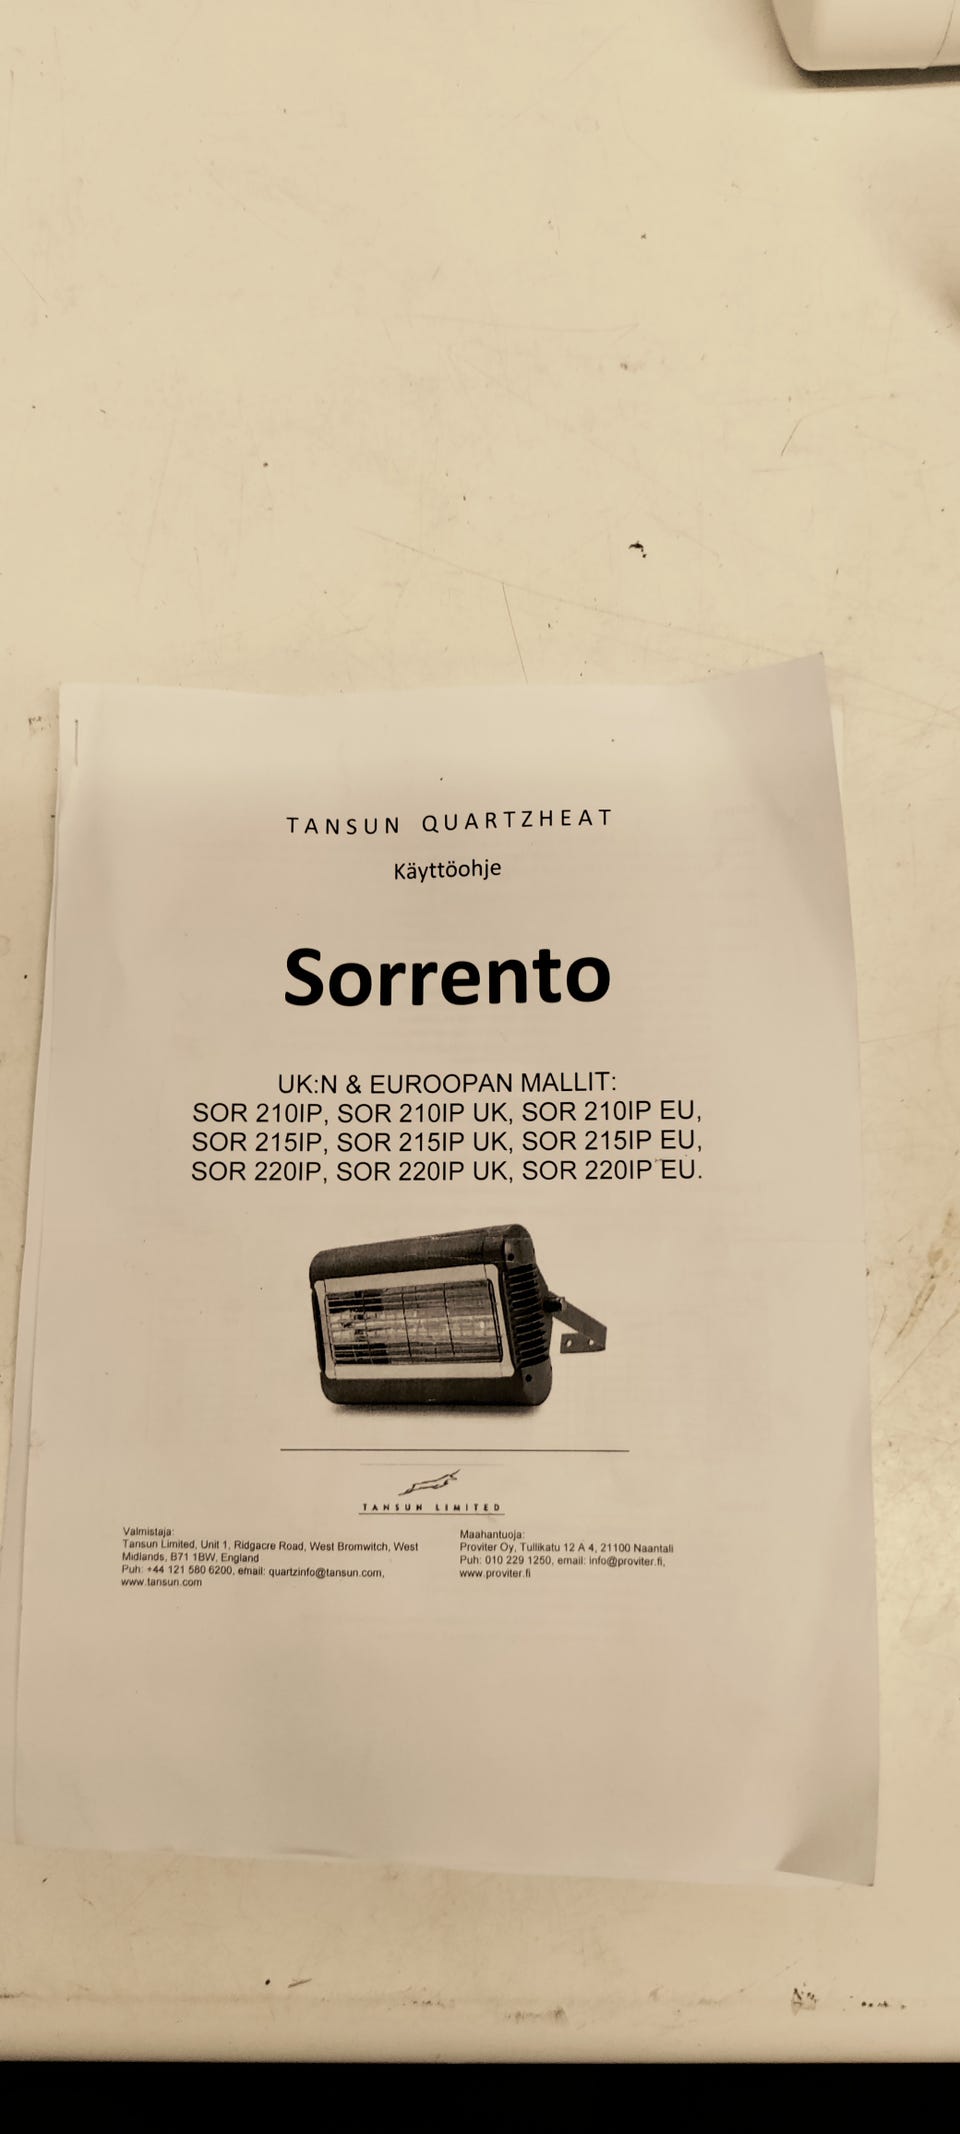 TANSUN QUARTZHEAT
Käyttöohje
Sorrento
UK:N & EUROOPAN MALLIT:
SOR 210IP, SOR 210IP UK, SOR 210IP EU,
SOR 215IP, SOR 215IP UK, SOR 215IP EU,
SOR 220IP, SOR 220IP UK, SOR 220IP EU.
TANSUN LIMITED
Valmistaja:
Tansun Limited, Unit 1, Ridgacre Road, West Bromwitch, West
Midlands, B71 1BW, England
Puh: +44 121 580 6200, email: quartzinfo@tansun.com,
www.tansun.com
Maahantuoja:
Proviter Oy, Tullikatu 12 A 4, 21100 Naantali
Puh: 010 229 1250, email: info@proviter.fi,
www.proviter.fi